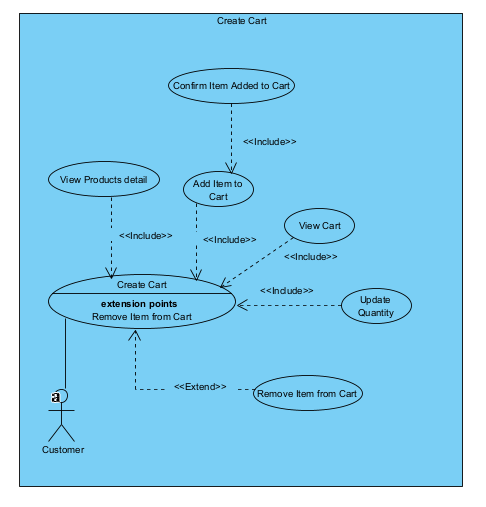 Create Cart
Confirm Item Added to Cart
<<Include>>
View Products detail
Add Item to
Cart
View Cart
<<Include>>
<<Include>>
<<Include>>
Create Cart
extension points
Remove Item from Cart
<<Include>>
Update
Quantity
<<Extend>>
Remove Item from Cart
a
Customer